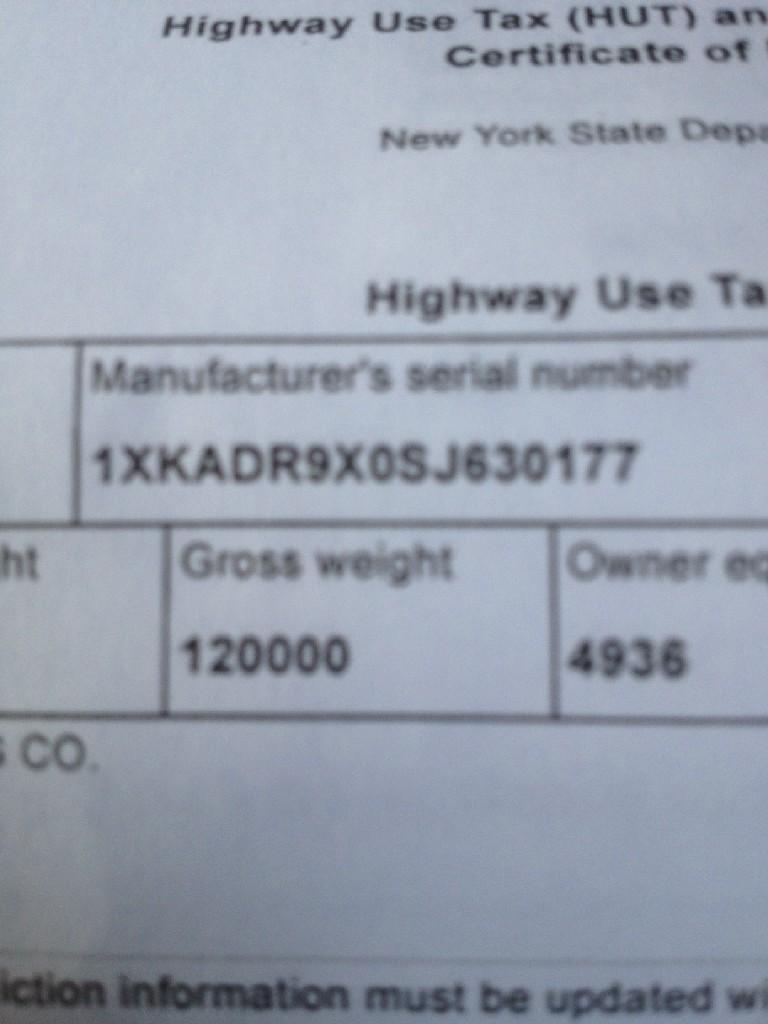 Highway Use Tax (HUT) an
Certificate of
New York State Depa
Highway Use Ta
Manufacturer's serial number
1XKADR9X0SJ630177
ht Gross weight Owner eq
120000 4936
S CO.
iction information must be updated wi